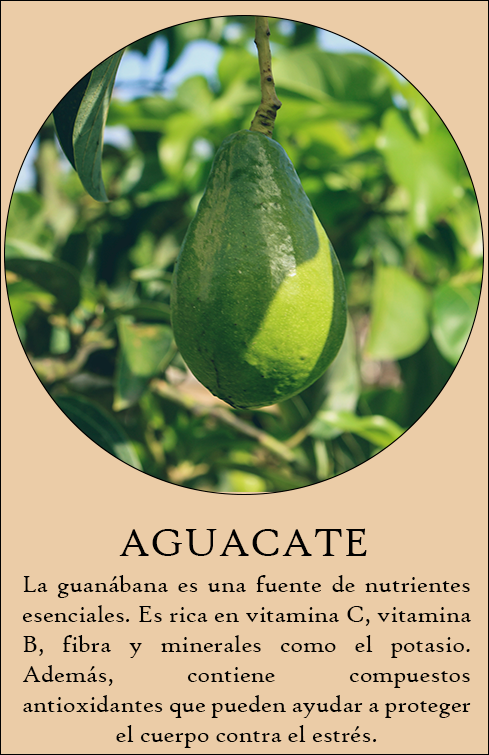 AGUACATE
La guanábana es una fuente de nutrientes
esenciales. Es rica en vitamina C, vitamina
B, fibra y minerales como el potasio.
Además, contiene compuestos
antioxidantes que pueden ayudar a proteger
el cuerpo contra el estrés.